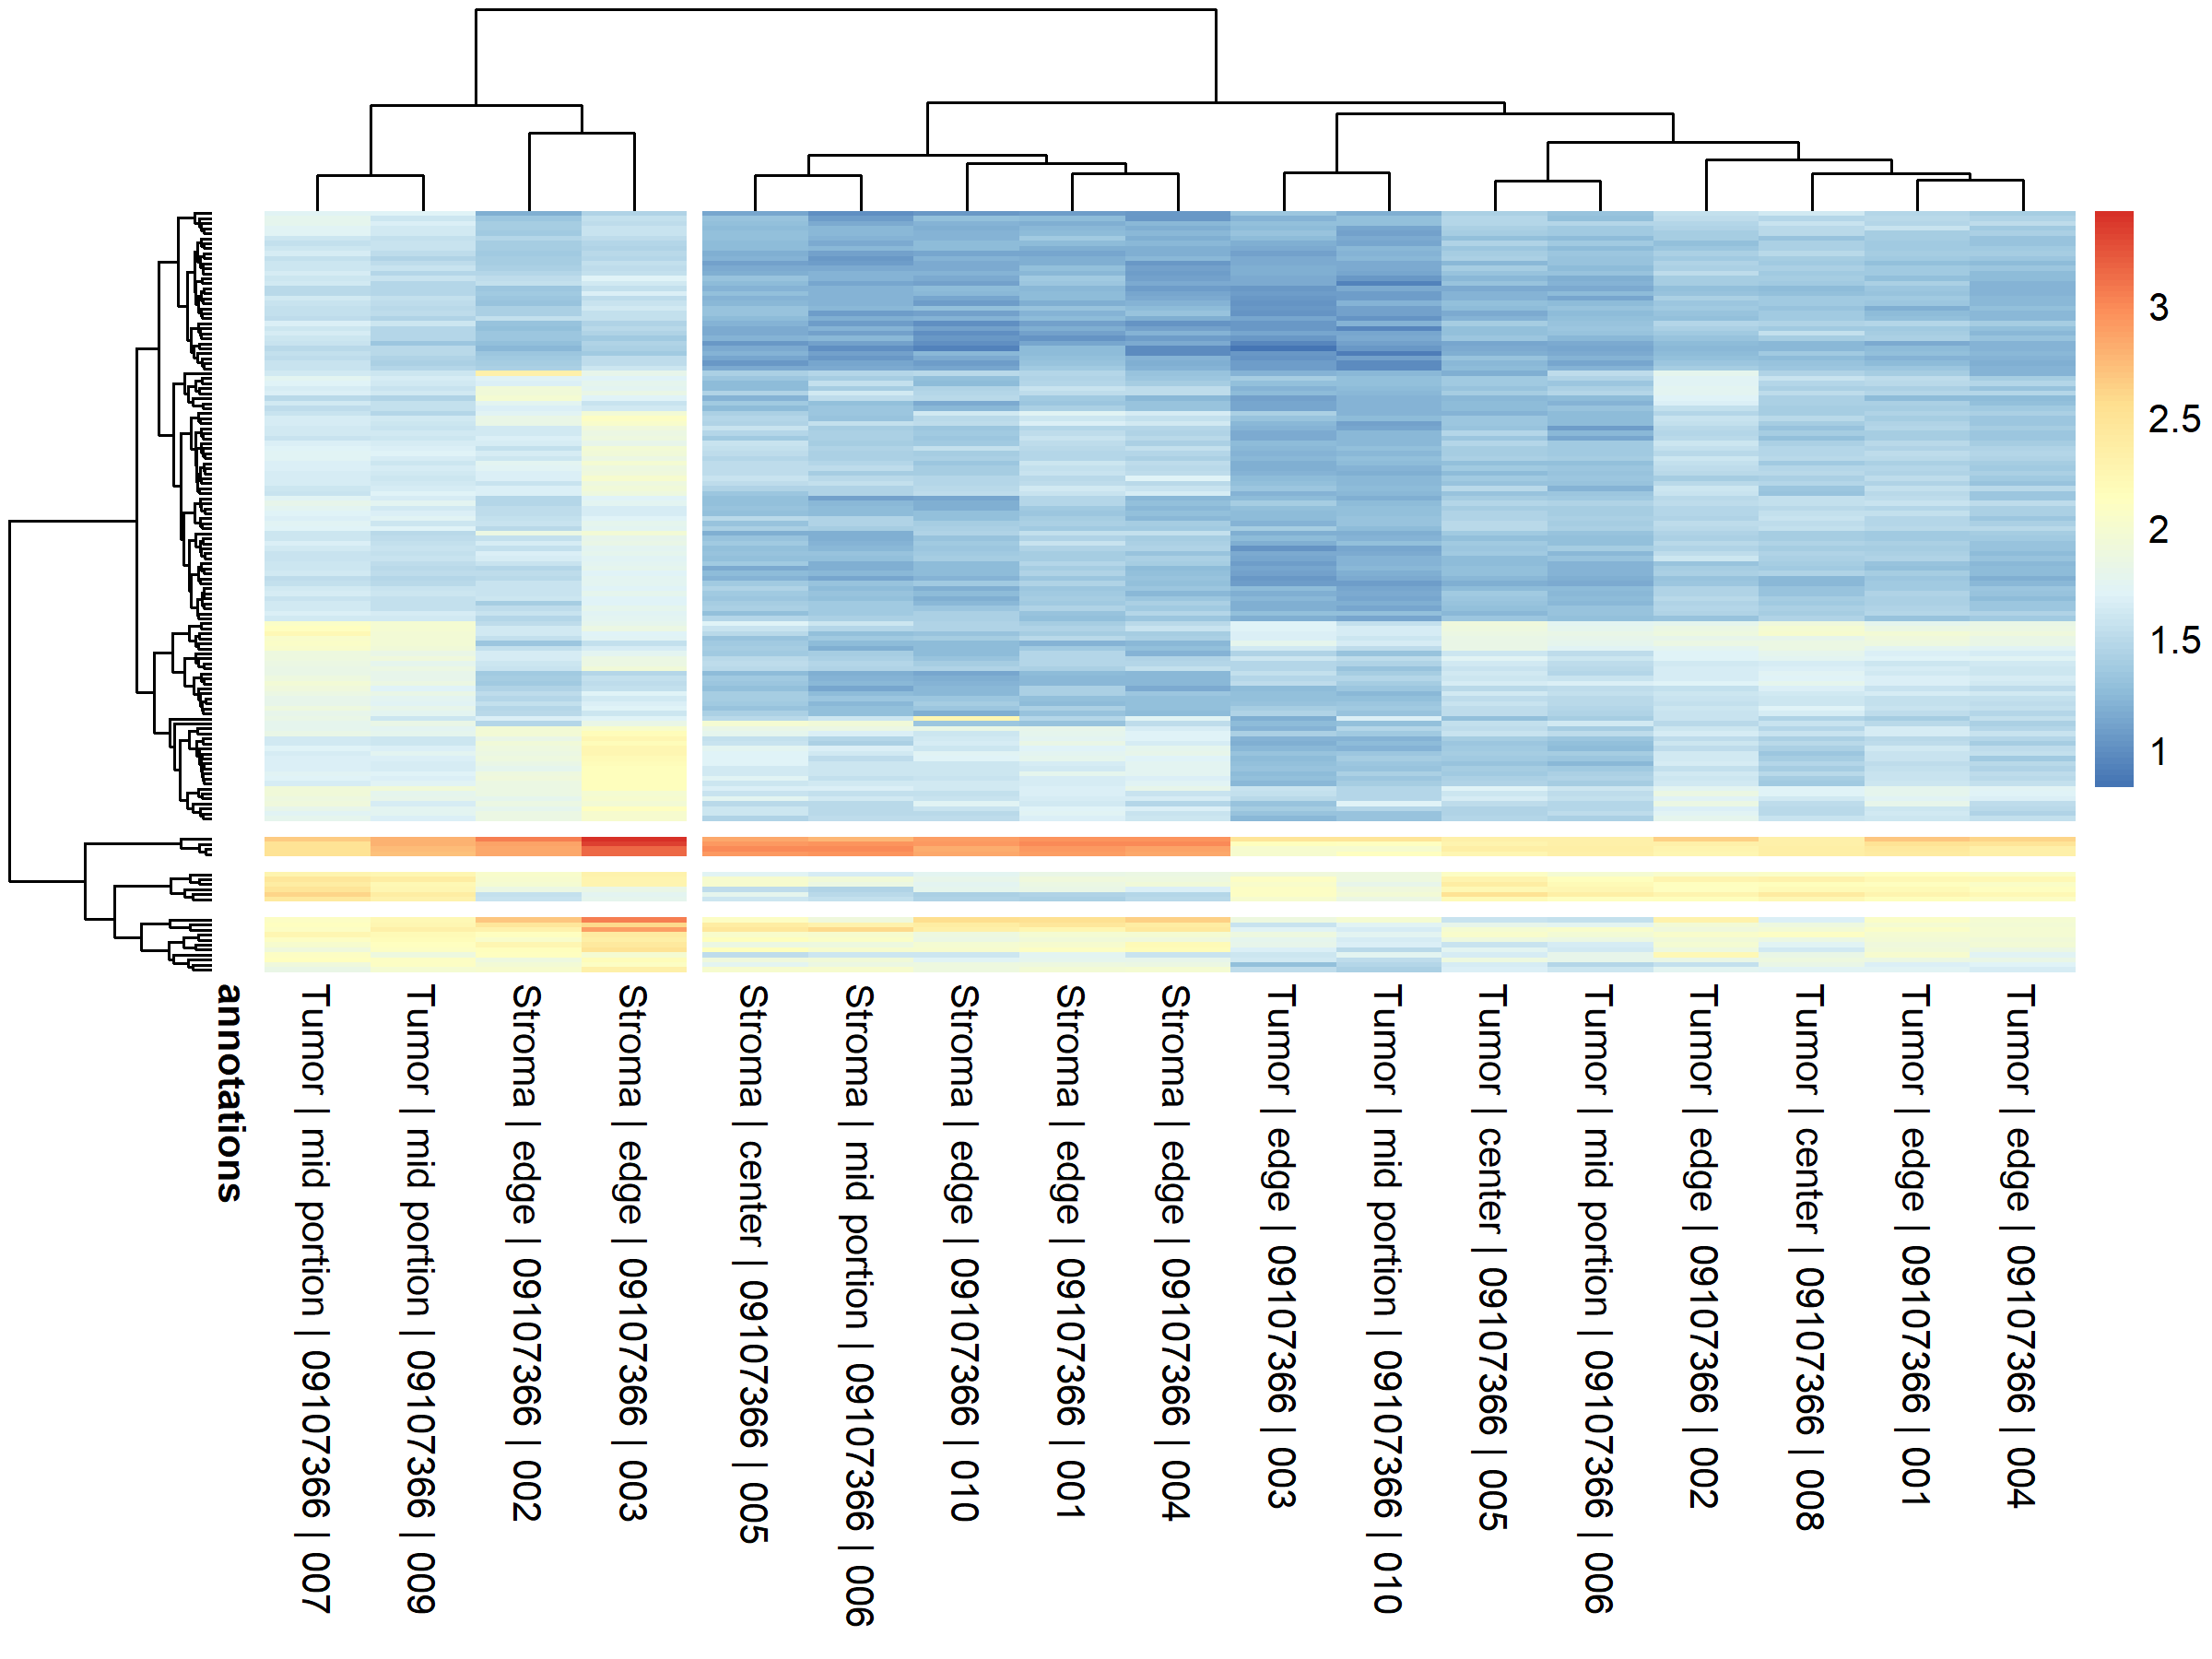 3
2.5
2
1.5
1
annotations
Tumor | mid portion | 09107366 | 007
Tumor | mid portion | 09107366 | 009
Stroma | edge | 09107366 | 002
Stroma | edge | 09107366 | 003
Stroma | center | 09107366 | 005
Stroma | mid portion | 09107366 | 006
Stroma | edge | 09107366 | 010
Stroma | edge | 09107366 | 001
Stroma | edge | 09107366 | 004
Tumor | edge | 09107366 | 003
Tumor | mid portion | 09107366 | 010
Tumor | center | 09107366 | 005
Tumor | mid portion | 09107366 | 006
Tumor | edge | 09107366 | 002
Tumor | center | 09107366 | 008
Tumor | edge | 09107366 | 001
Tumor | edge | 09107366 | 004